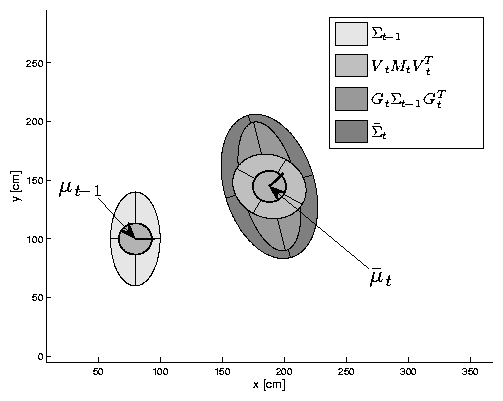 Σ_{t−1}
V_t M_t V_t^T
G_t Σ_{t−1} G_t^T
Σ̄_t
250
200
150
100
50
0
y [cm]
μ_{t−1}
μ̄_t
50 100 150 200 250 300 350
x [cm]